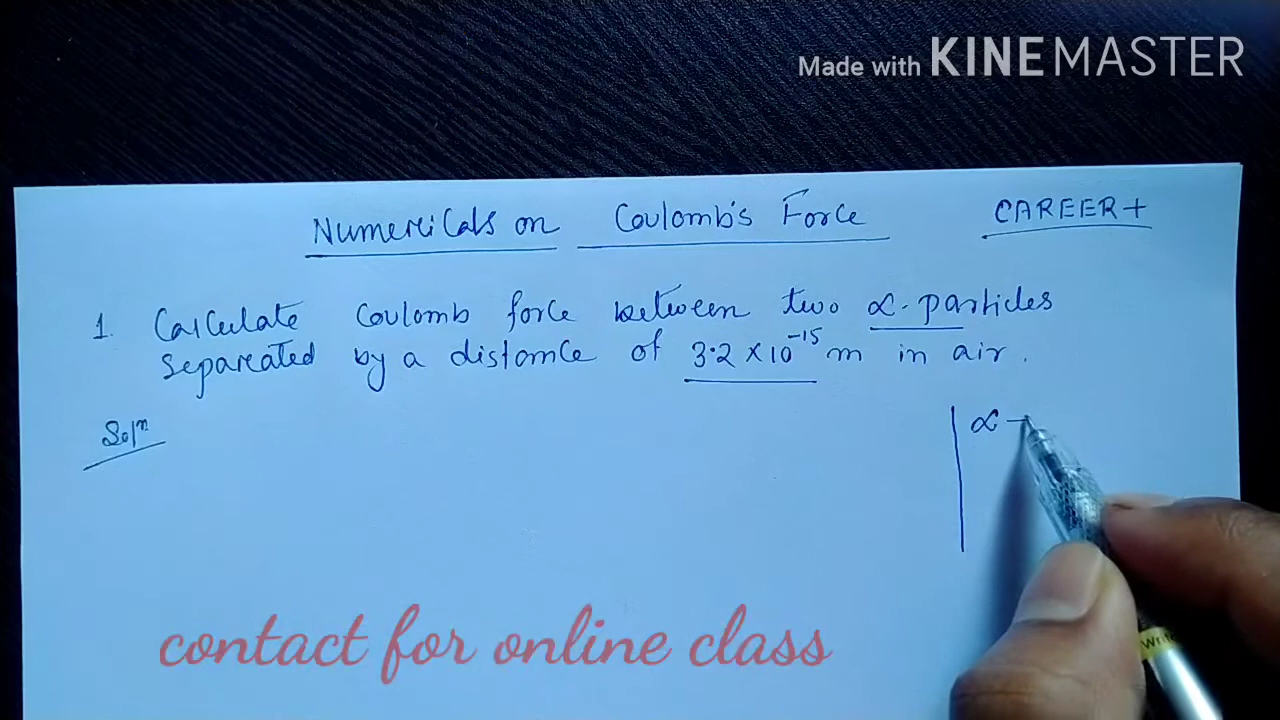 Made with KINEMASTER
Numericals on Coulomb's Force CAREER+
1. Calculate Coulomb force between two α-particles
separated by a distance of 3.2 × 10⁻¹⁵ m in air.
Solⁿ
α –
contact for online class